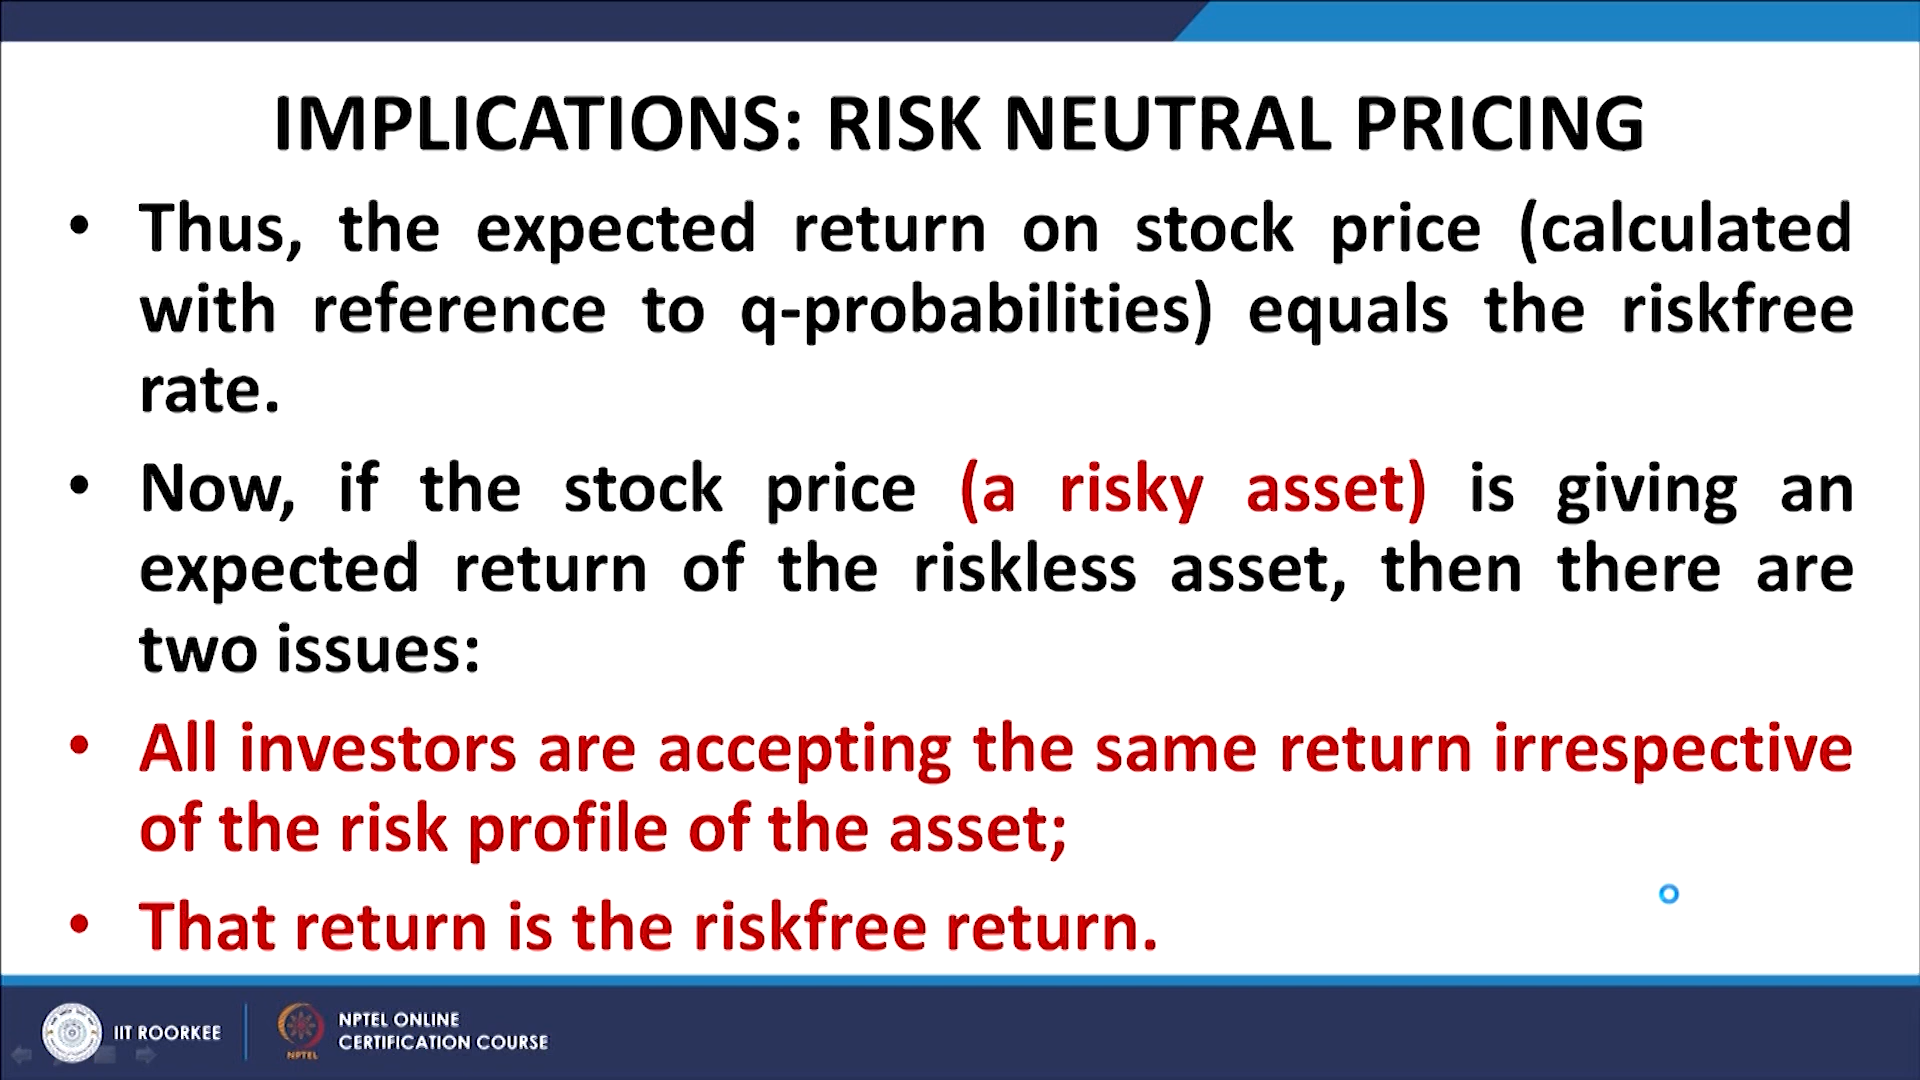 IMPLICATIONS: RISK NEUTRAL PRICING
• Thus, the expected return on stock price (calculated
with reference to q-probabilities) equals the riskfree
rate.
• Now, if the stock price (a risky asset) is giving an
expected return of the riskless asset, then there are
two issues:
• All investors are accepting the same return irrespective
of the risk profile of the asset;
• That return is the riskfree return.
IIT ROORKEE
NPTEL
NPTEL ONLINE
CERTIFICATION COURSE